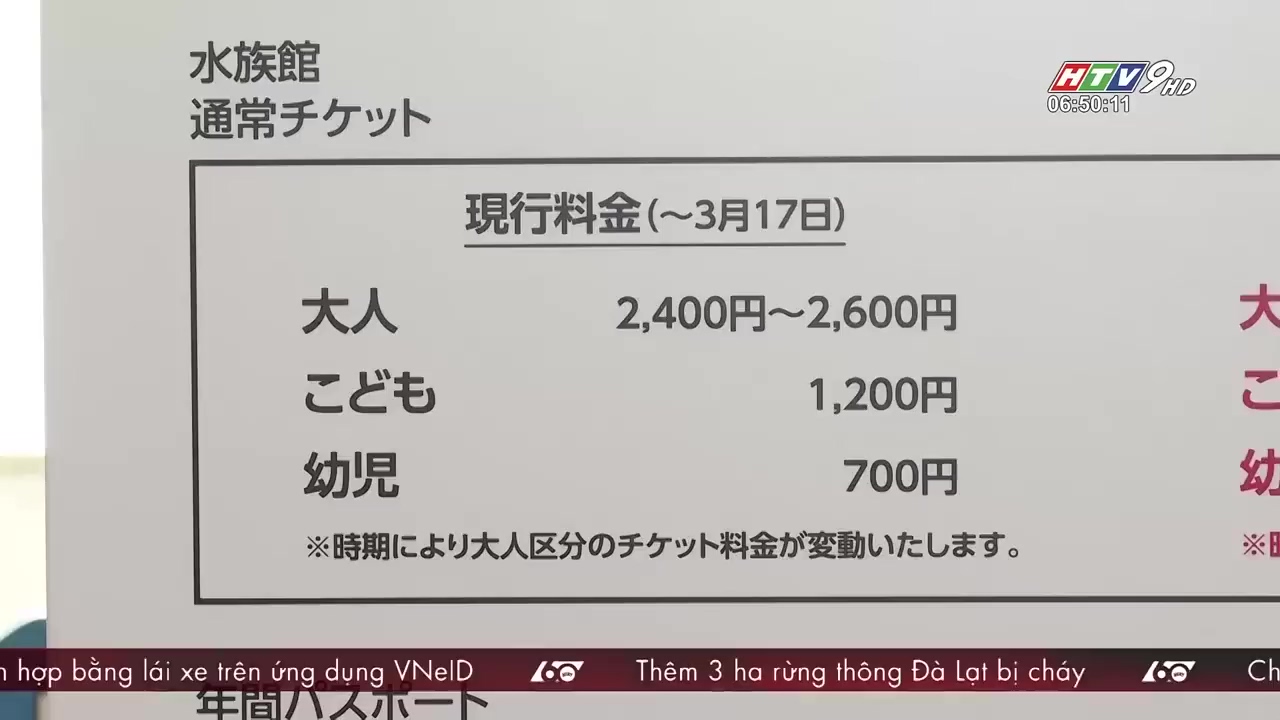 水族館
通常チケット
HTV9HD
06:50:11
現行料金(〜3月17日)
大人 2,400円〜2,600円 大
こども 1,200円 こ
幼児 700円 幼
※時期により大人区分のチケット料金が変動いたします。 ※
hợp bằng lái xe trên ứng dụng VNeID 60 Thêm 3 ha rừng thông Đà Lạt bị cháy 60
年間パスポート